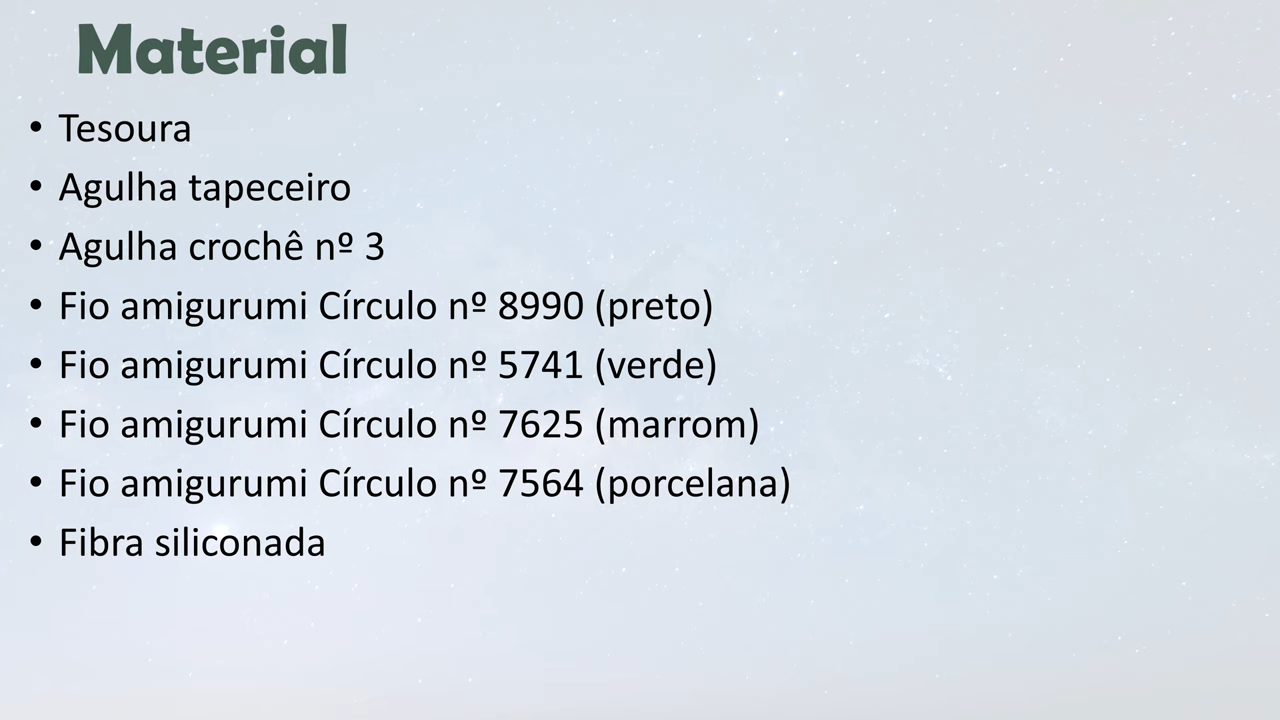 Material
• Tesoura
• Agulha tapeceiro
• Agulha crochê nº 3
• Fio amigurumi Círculo nº 8990 (preto)
• Fio amigurumi Círculo nº 5741 (verde)
• Fio amigurumi Círculo nº 7625 (marrom)
• Fio amigurumi Círculo nº 7564 (porcelana)
• Fibra siliconada